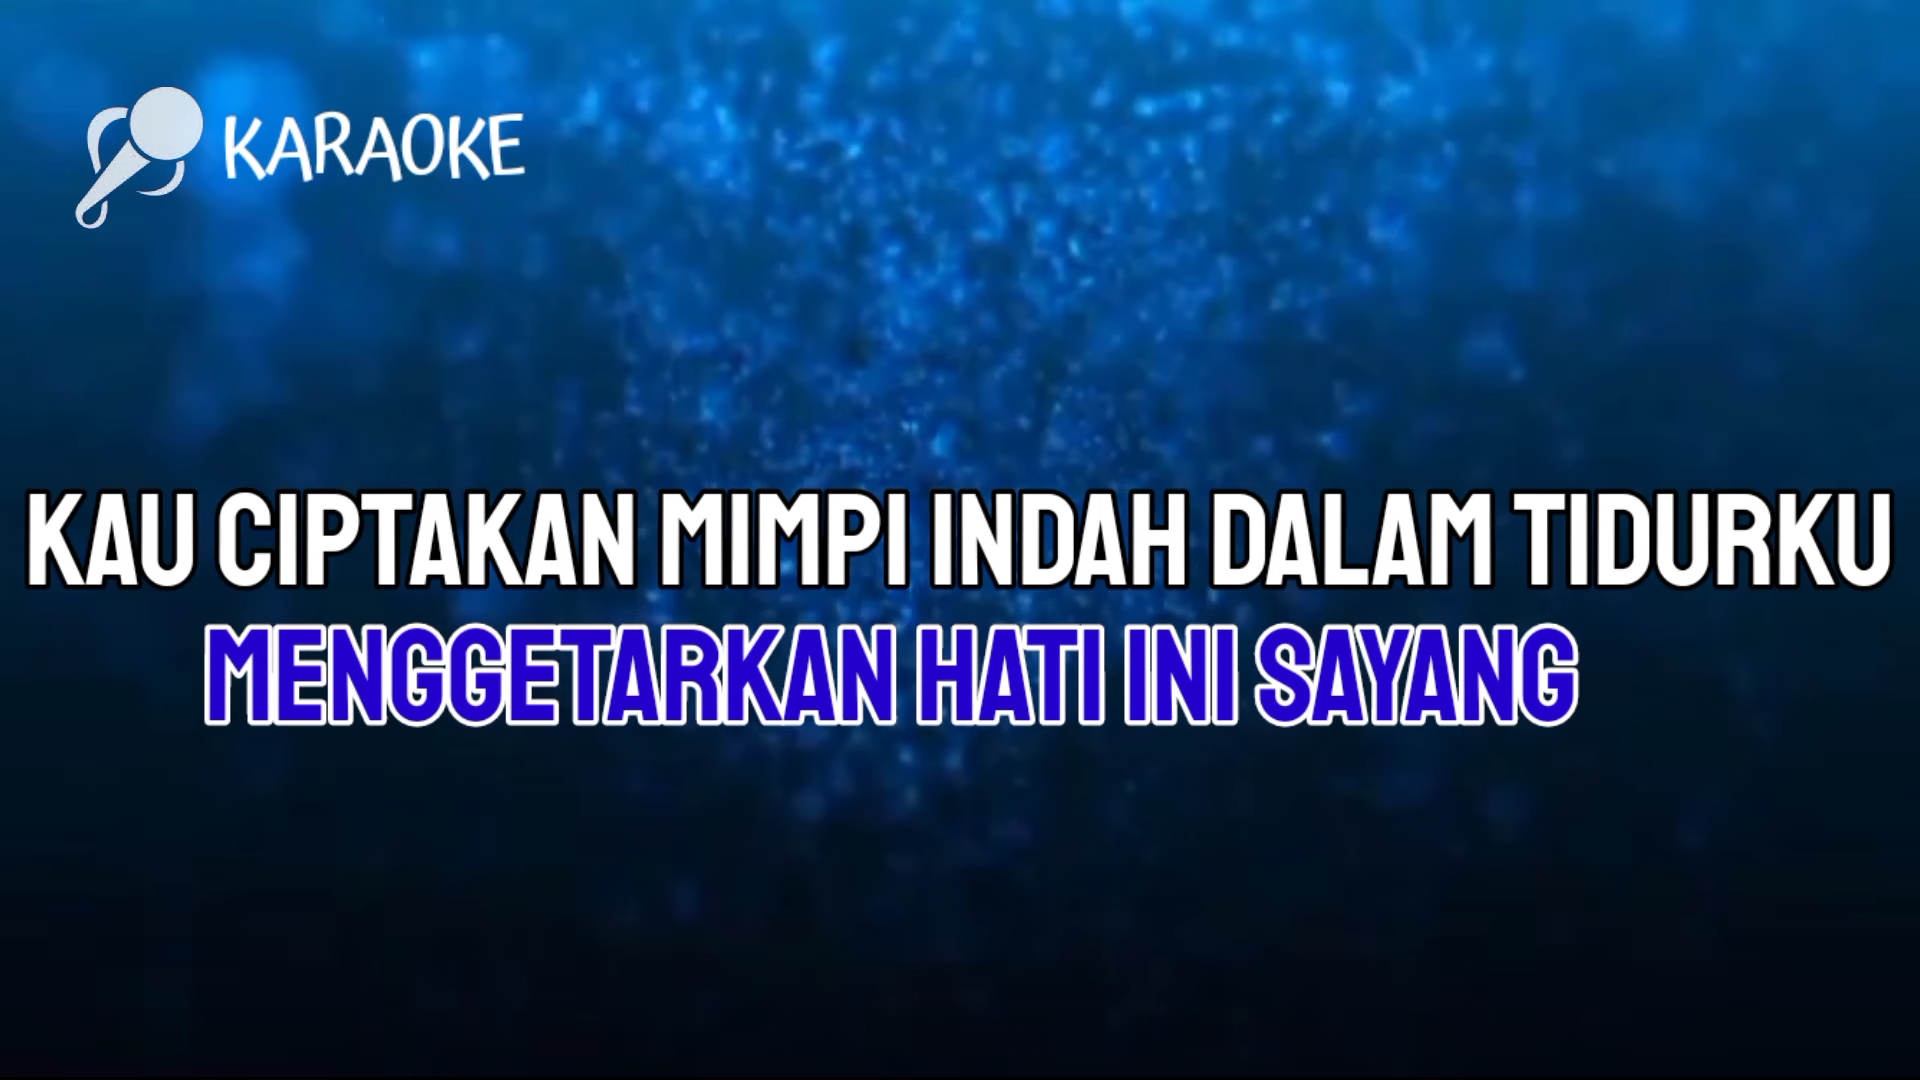 KARAOKE
KAU CIPTAKAN MIMPI INDAH DALAM TIDURKU
MENGGETARKAN HATI INI SAYANG